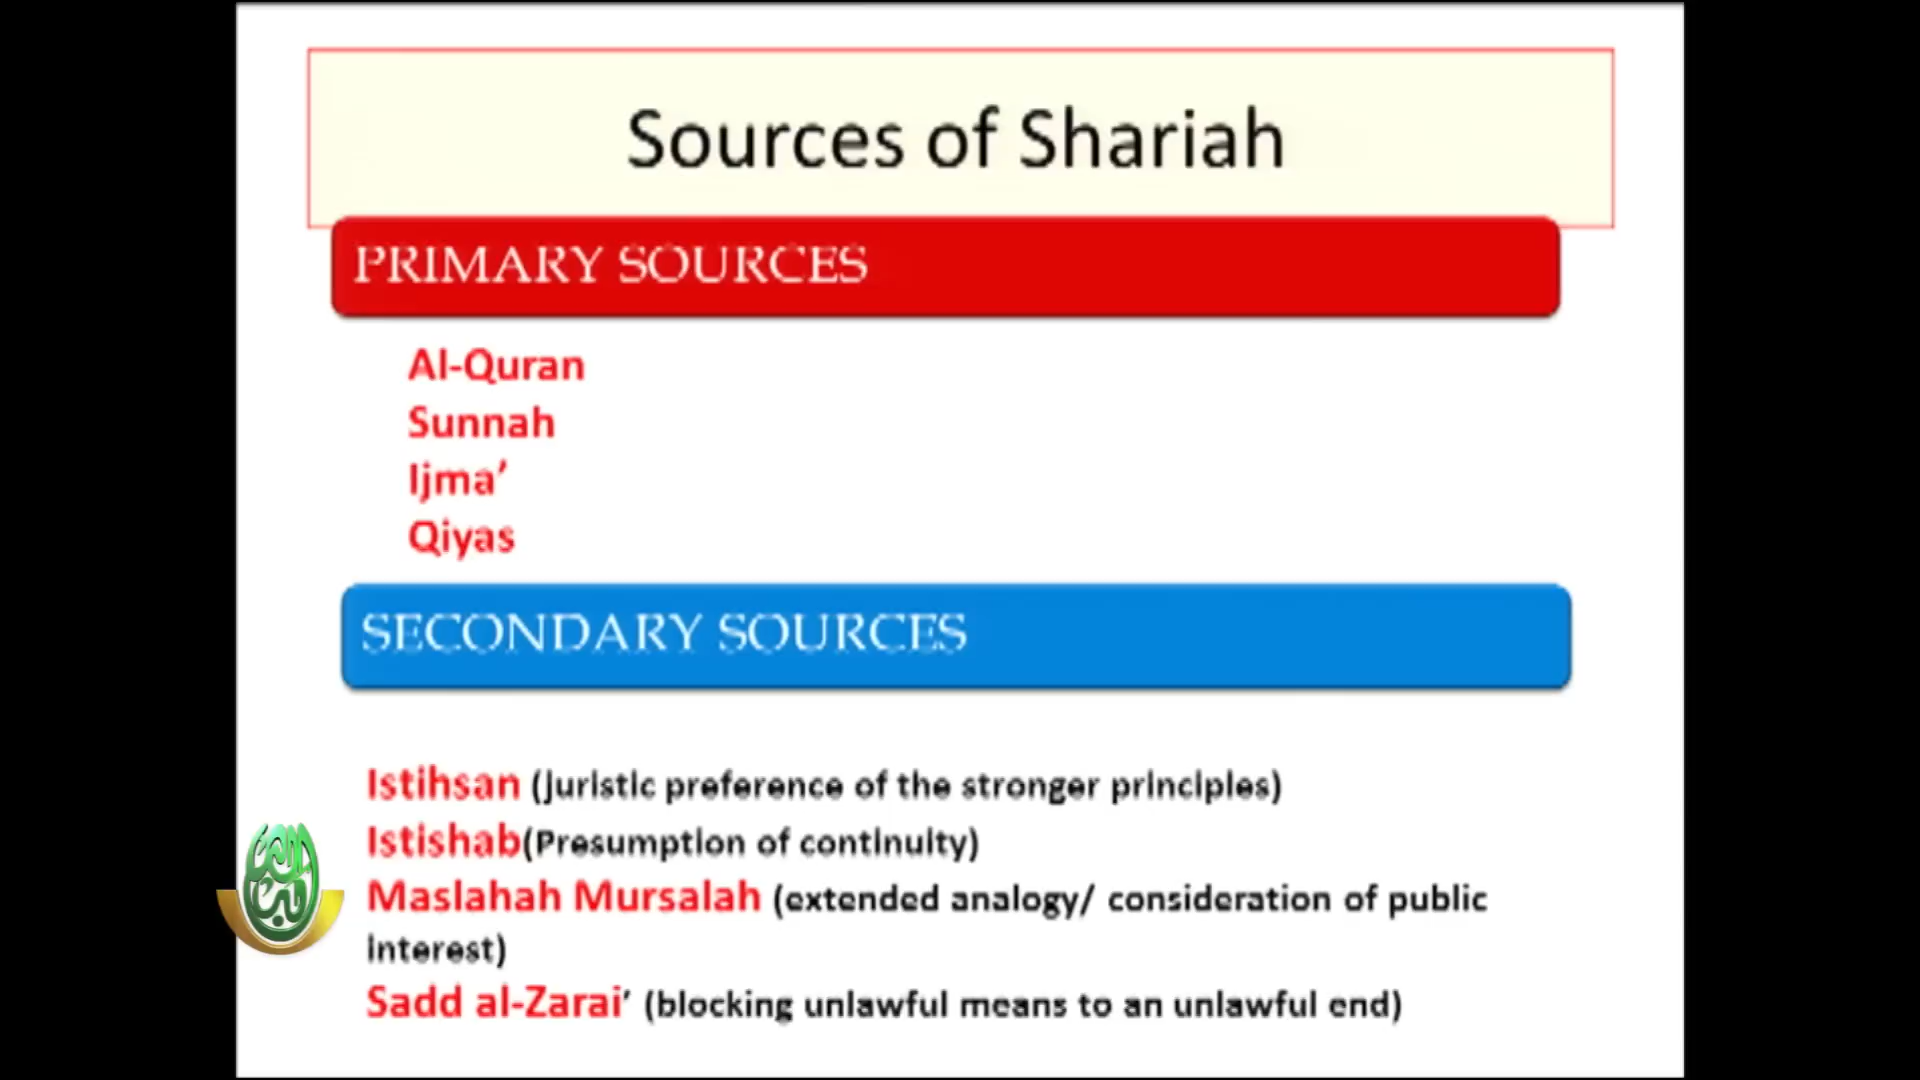 Sources of Shariah
PRIMARY SOURCES
Al-Quran
Sunnah
Ijma’
Qiyas
SECONDARY SOURCES
Istihsan (juristic preference of the stronger principles)
Istishab(Presumption of continuity)
Maslahah Mursalah (extended analogy/ consideration of public
interest)
Sadd al-Zarai’ (blocking unlawful means to an unlawful end)